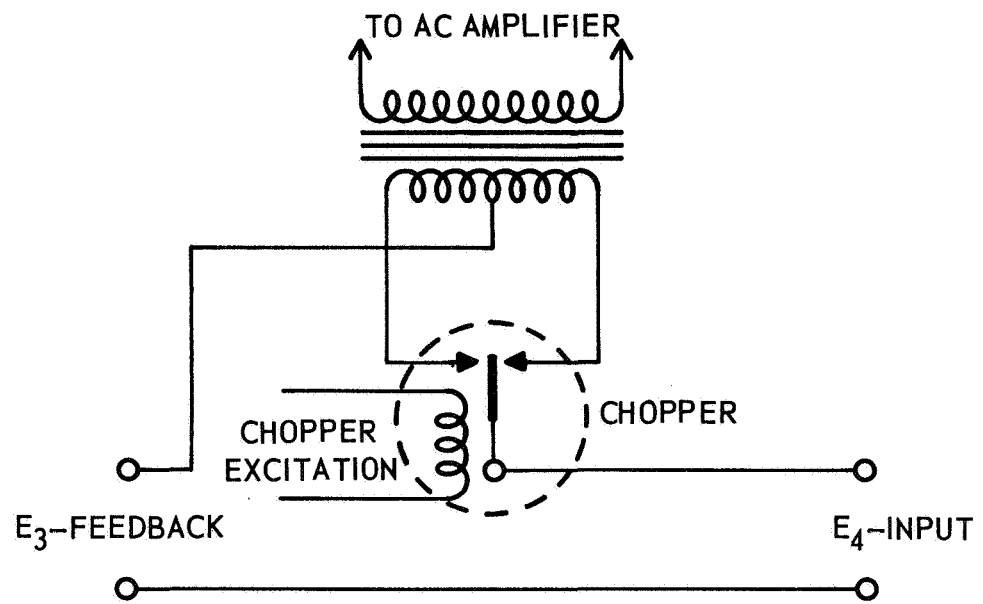 TO AC AMPLIFIER
CHOPPER
CHOPPER
EXCITATION
E3-FEEDBACK
E4-INPUT